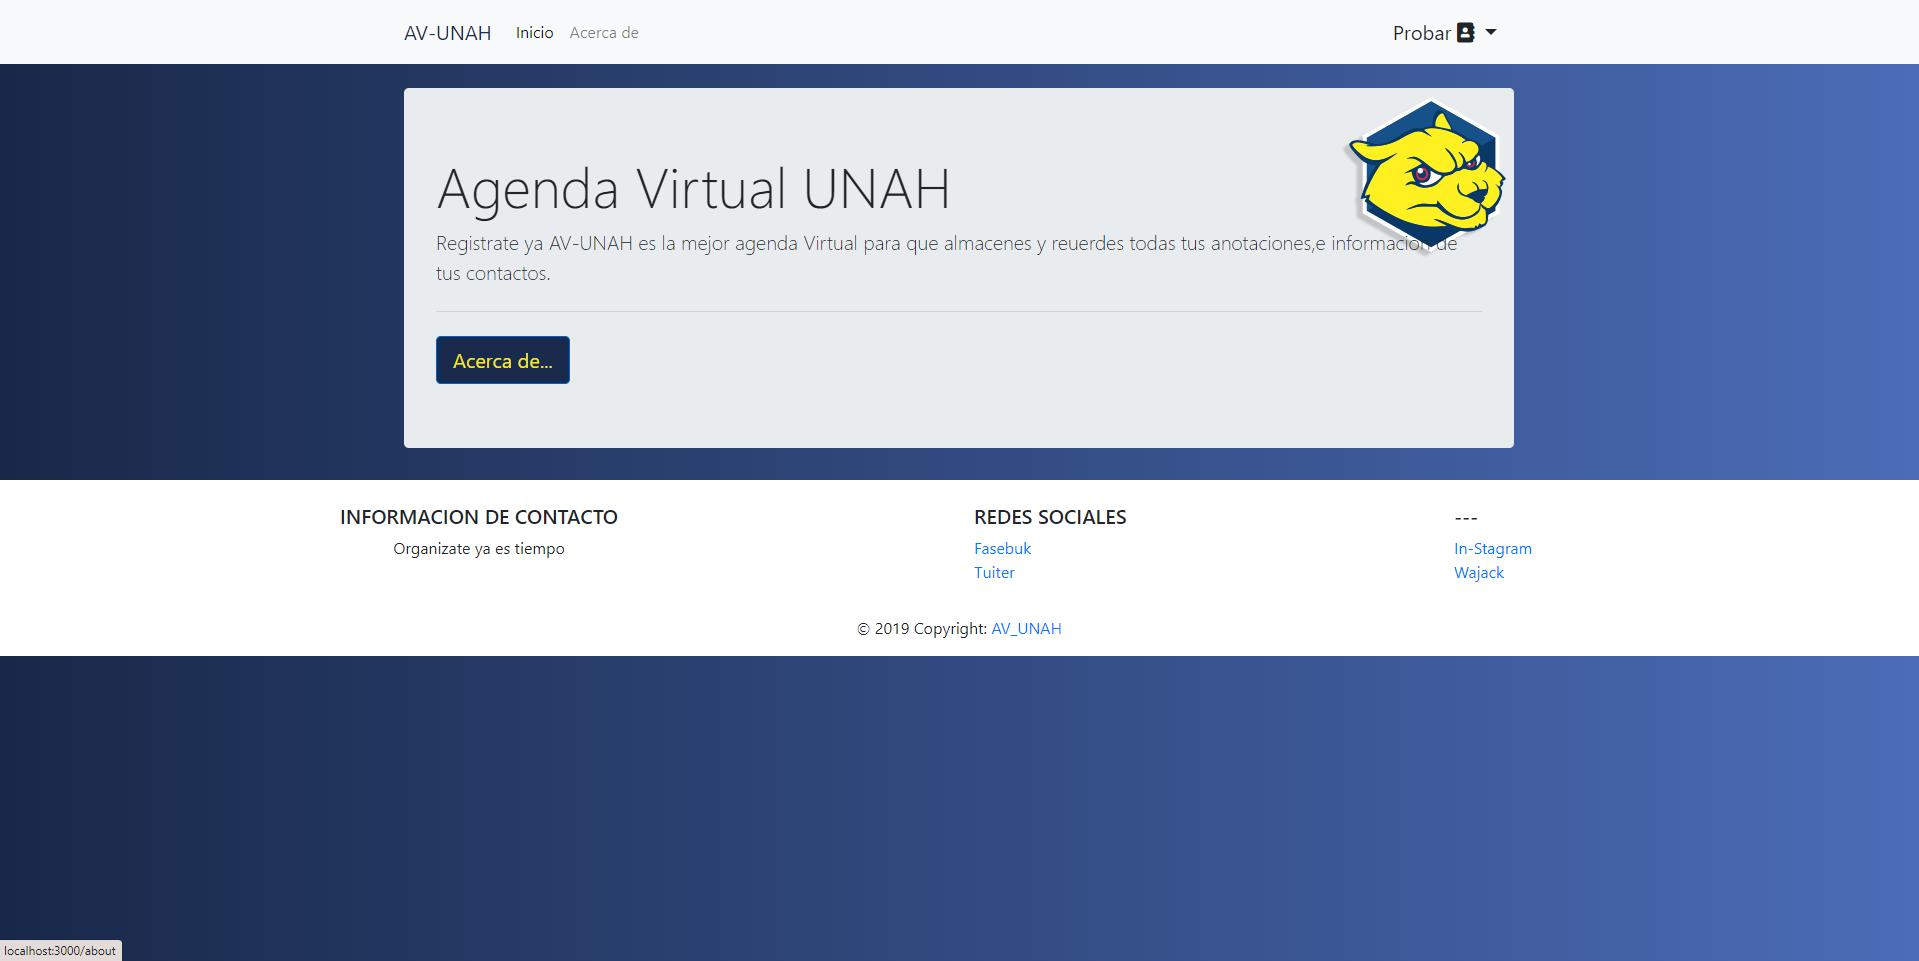 AV-UNAH Inicio Acerca de Probar
Agenda Virtual UNAH
Registrate ya AV-UNAH es la mejor agenda Virtual para que almacenes y reuerdes todas tus anotaciones,e informacion de
tus contactos.
Acerca de...
INFORMACION DE CONTACTO
Organizate ya es tiempo
REDES SOCIALES
Fasebuk
Tuiter
---
In-Stagram
Wajack
© 2019 Copyright: AV_UNAH
localhost:3000/about